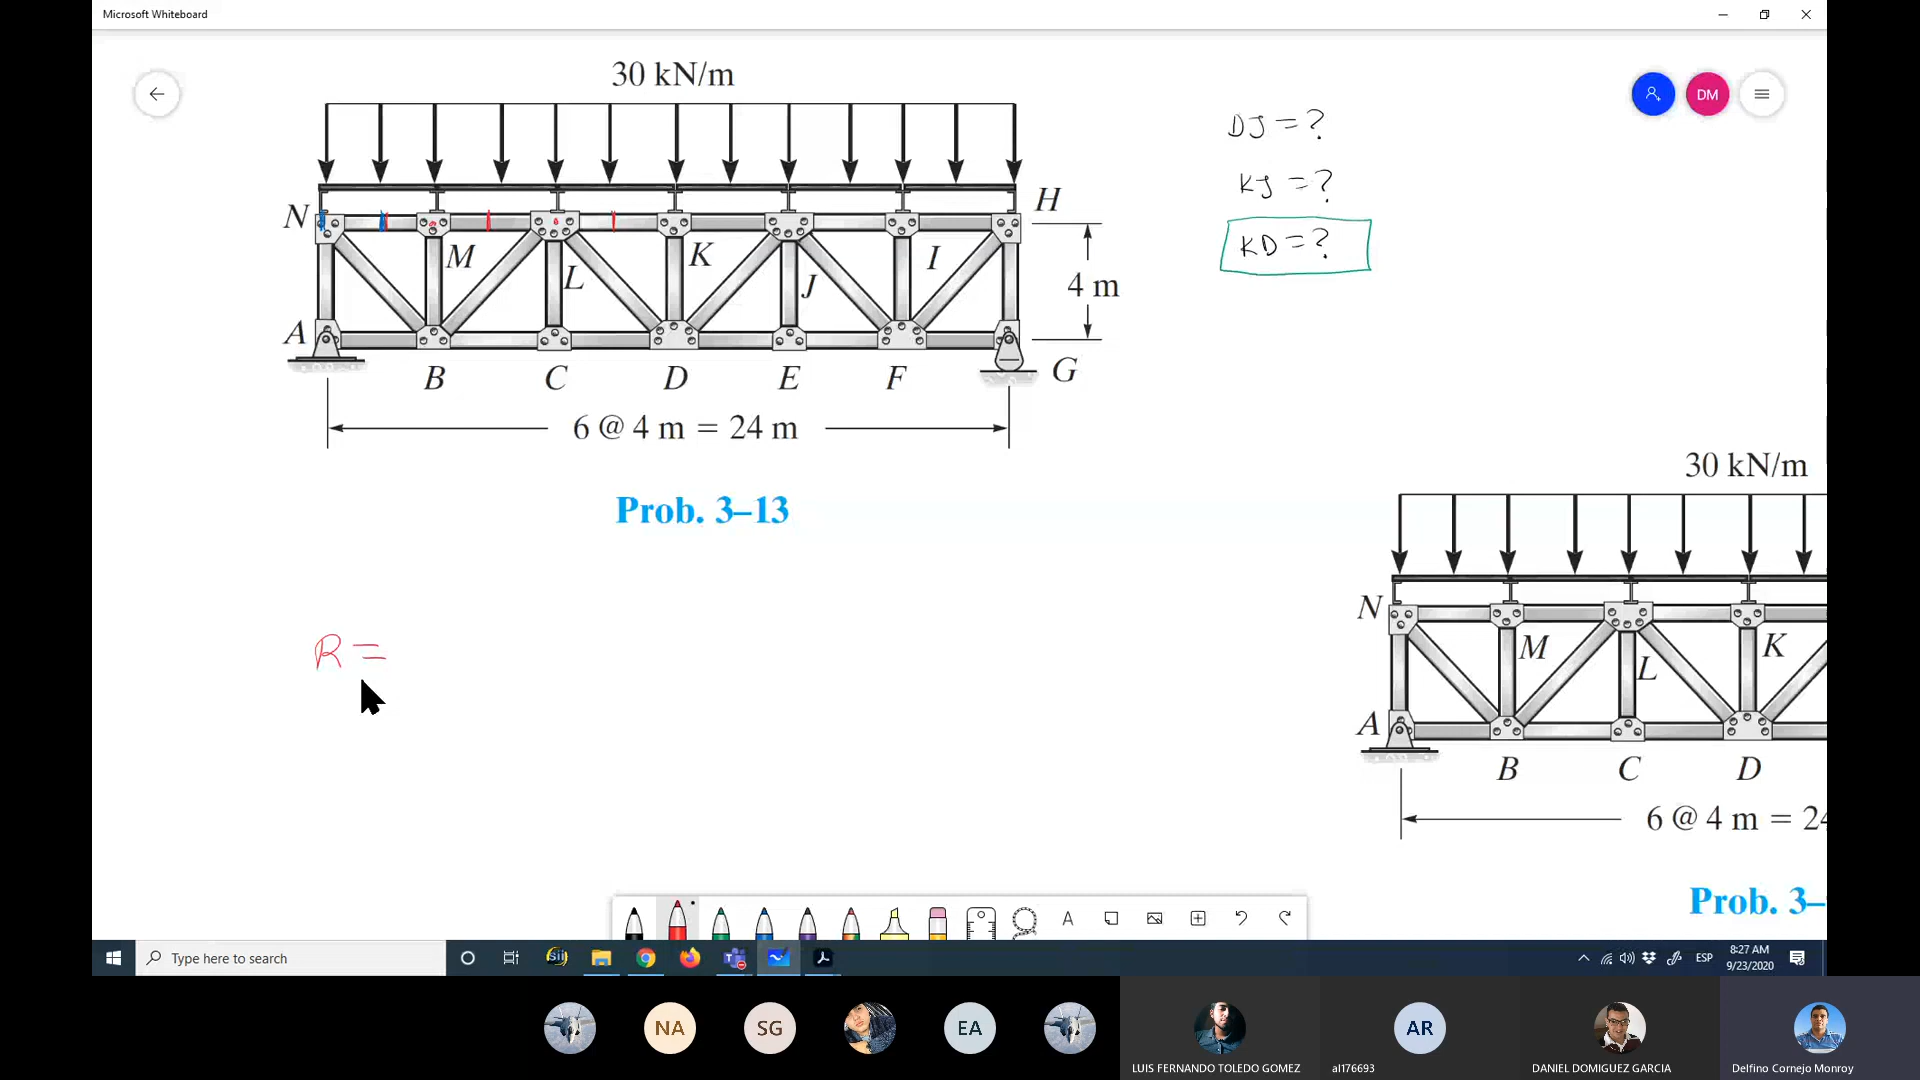 Microsoft Whiteboard
30 kN/m
DJ = ?
KJ = ?
KD = ?
DM
N
H
M
L
K
J
I
4 m
A
B
C
D
E
F
G
6 @ 4 m = 24 m
Prob. 3–13
R =
30 kN/m
N
M
L
K
A
B
C
D
6 @ 4 m = 24
Prob. 3–
A
Type here to search
Sii
ESP
8:27 AM
9/23/2020
NA
SG
EA
AR
LUIS FERNANDO TOLEDO GOMEZ
al176693
DANIEL DOMIGUEZ GARCIA
Delfino Cornejo Monroy